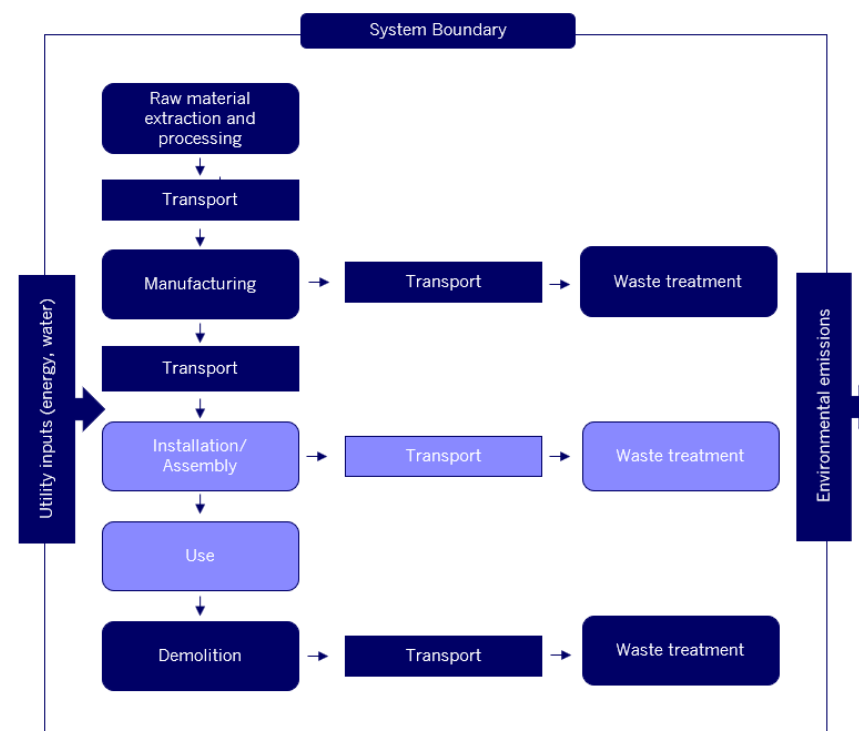 System Boundary
Raw material
extraction and
processing
Transport
Manufacturing
Transport
Waste treatment
Transport
Installation/
Assembly
Transport
Waste treatment
Use
Demolition
Transport
Waste treatment
Utility inputs (energy, water)
Environmental emissions